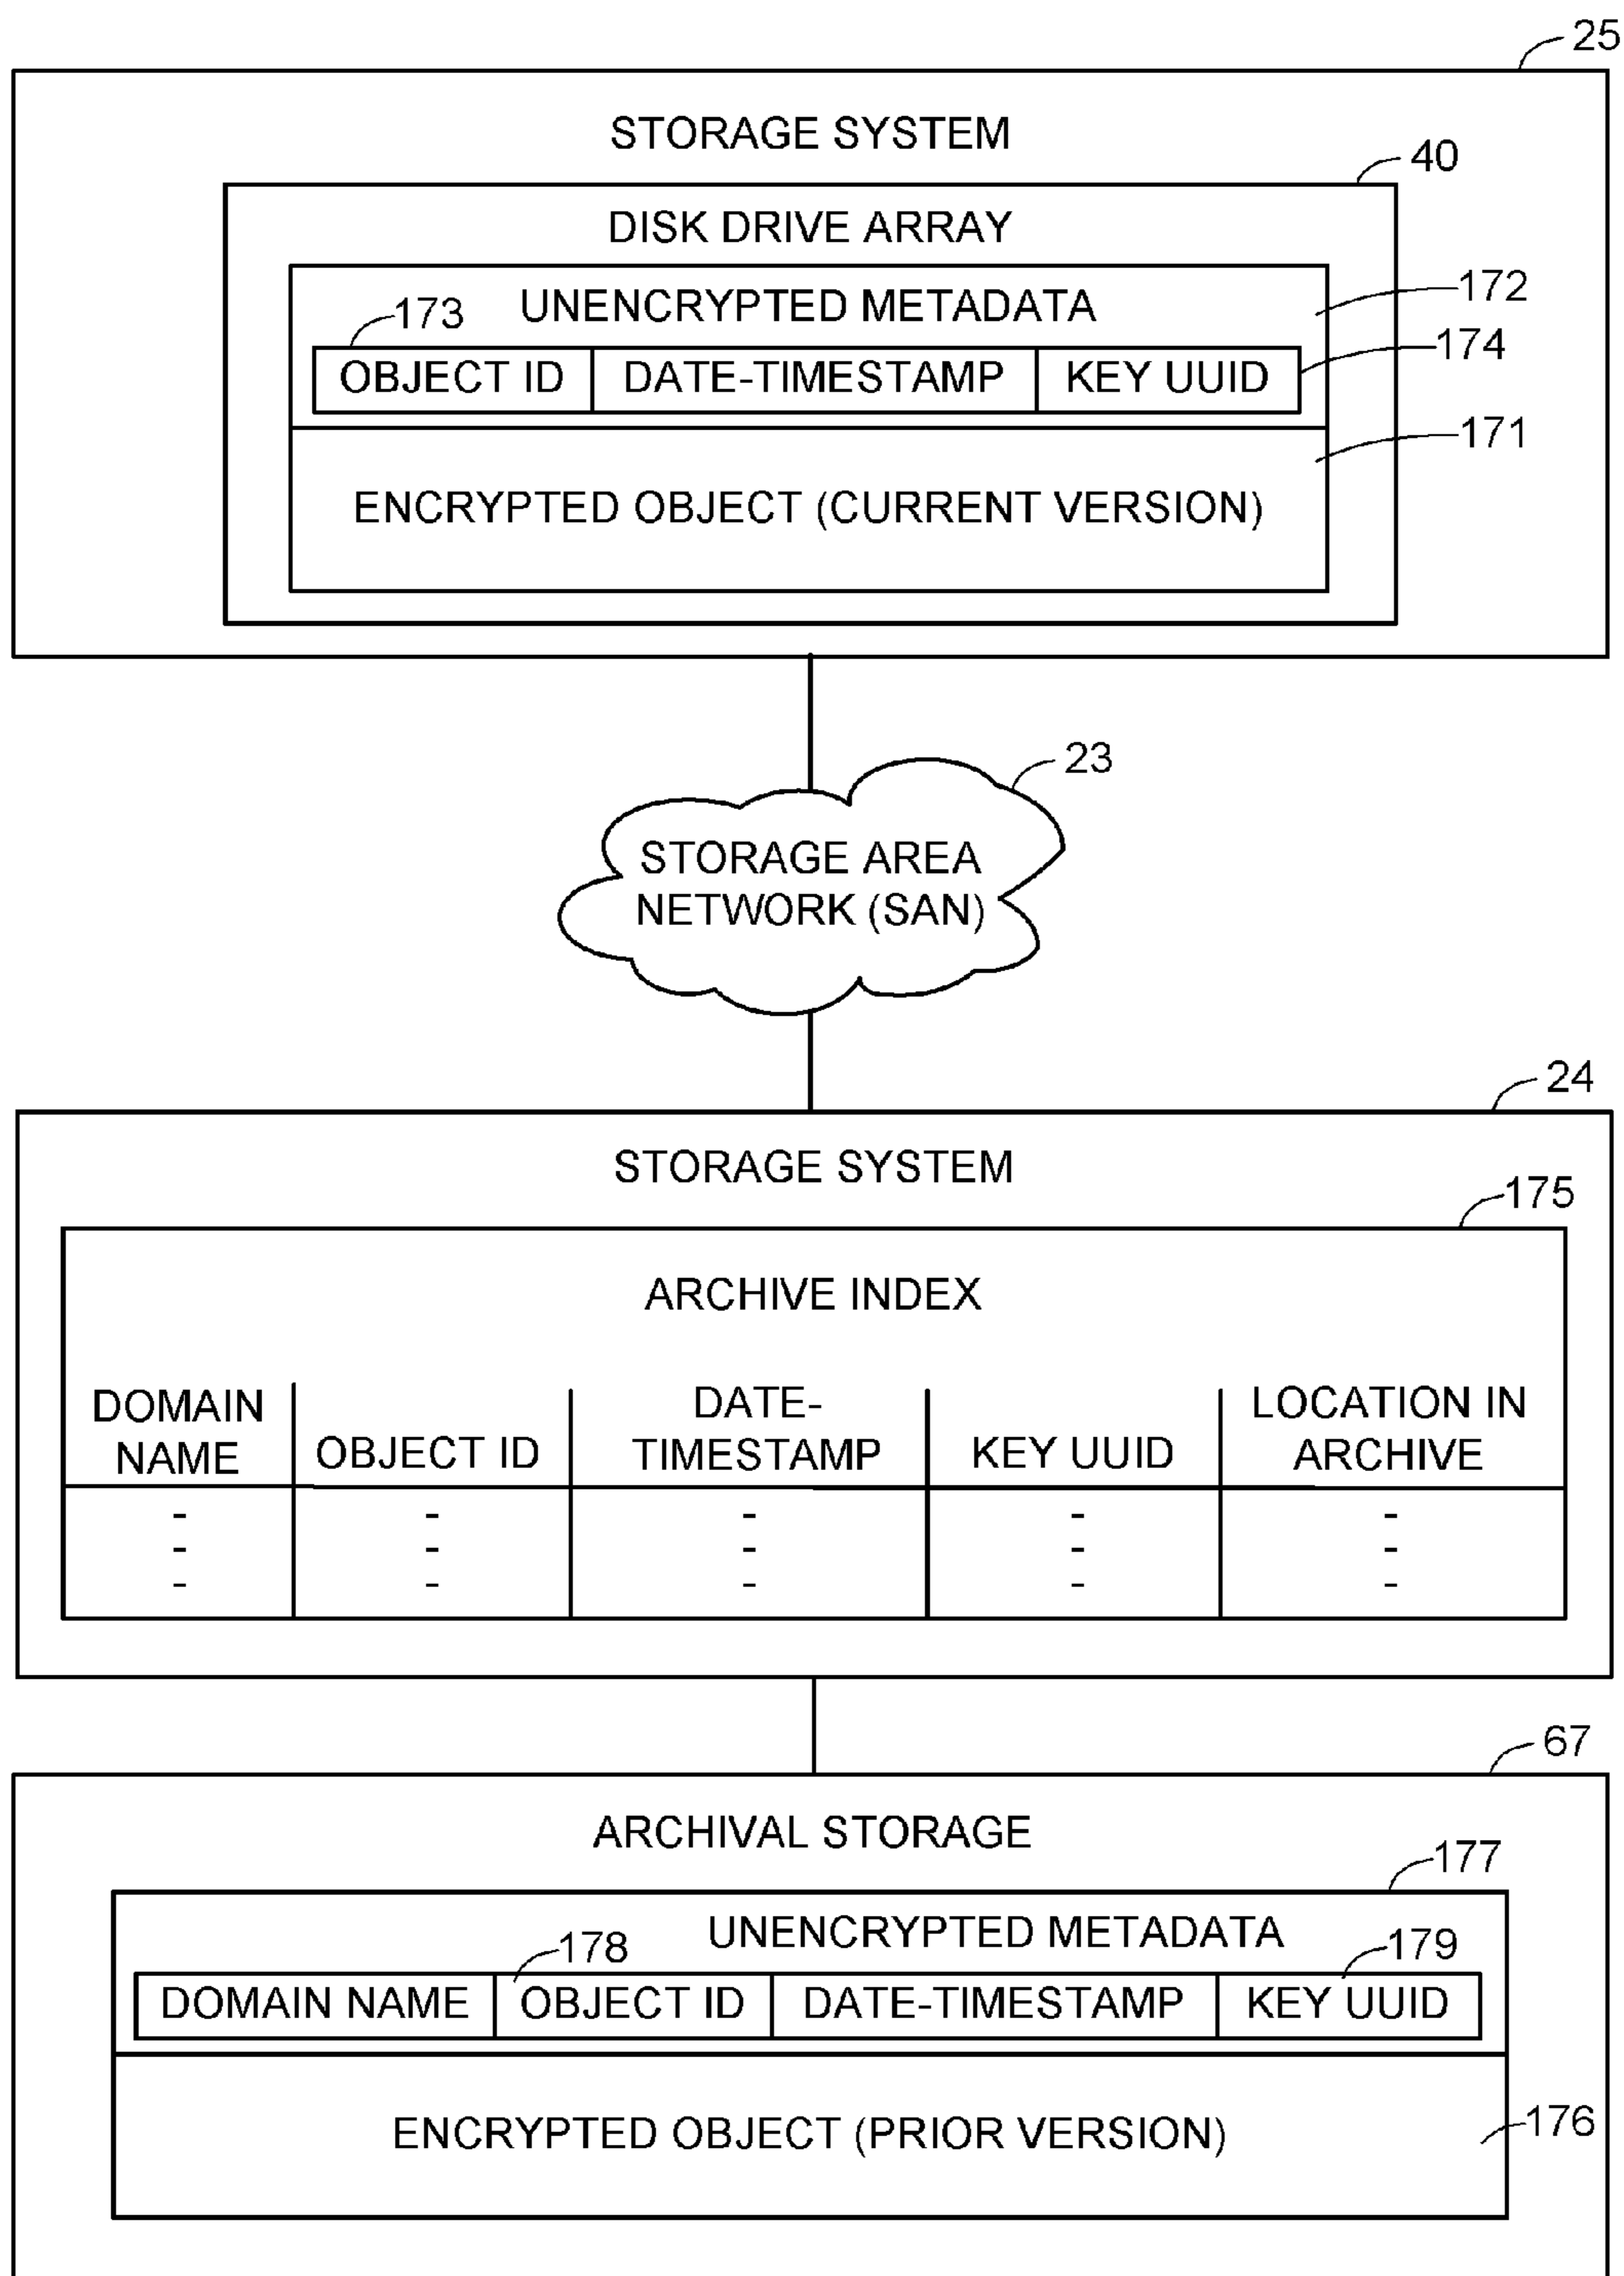 25
STORAGE SYSTEM
40
DISK DRIVE ARRAY
UNENCRYPTED METADATA
172
173
174
OBJECT ID DATE-TIMESTAMP KEY UUID
171
ENCRYPTED OBJECT (CURRENT VERSION)
23
STORAGE AREA
NETWORK (SAN)
24
STORAGE SYSTEM
175
ARCHIVE INDEX
DOMAIN
NAME
OBJECT ID
DATE-
TIMESTAMP
KEY UUID
LOCATION IN
ARCHIVE
- - - - -
- - - - -
- - - - -
67
ARCHIVAL STORAGE
177
UNENCRYPTED METADATA
178
179
DOMAIN NAME OBJECT ID DATE-TIMESTAMP KEY UUID
ENCRYPTED OBJECT (PRIOR VERSION)
176